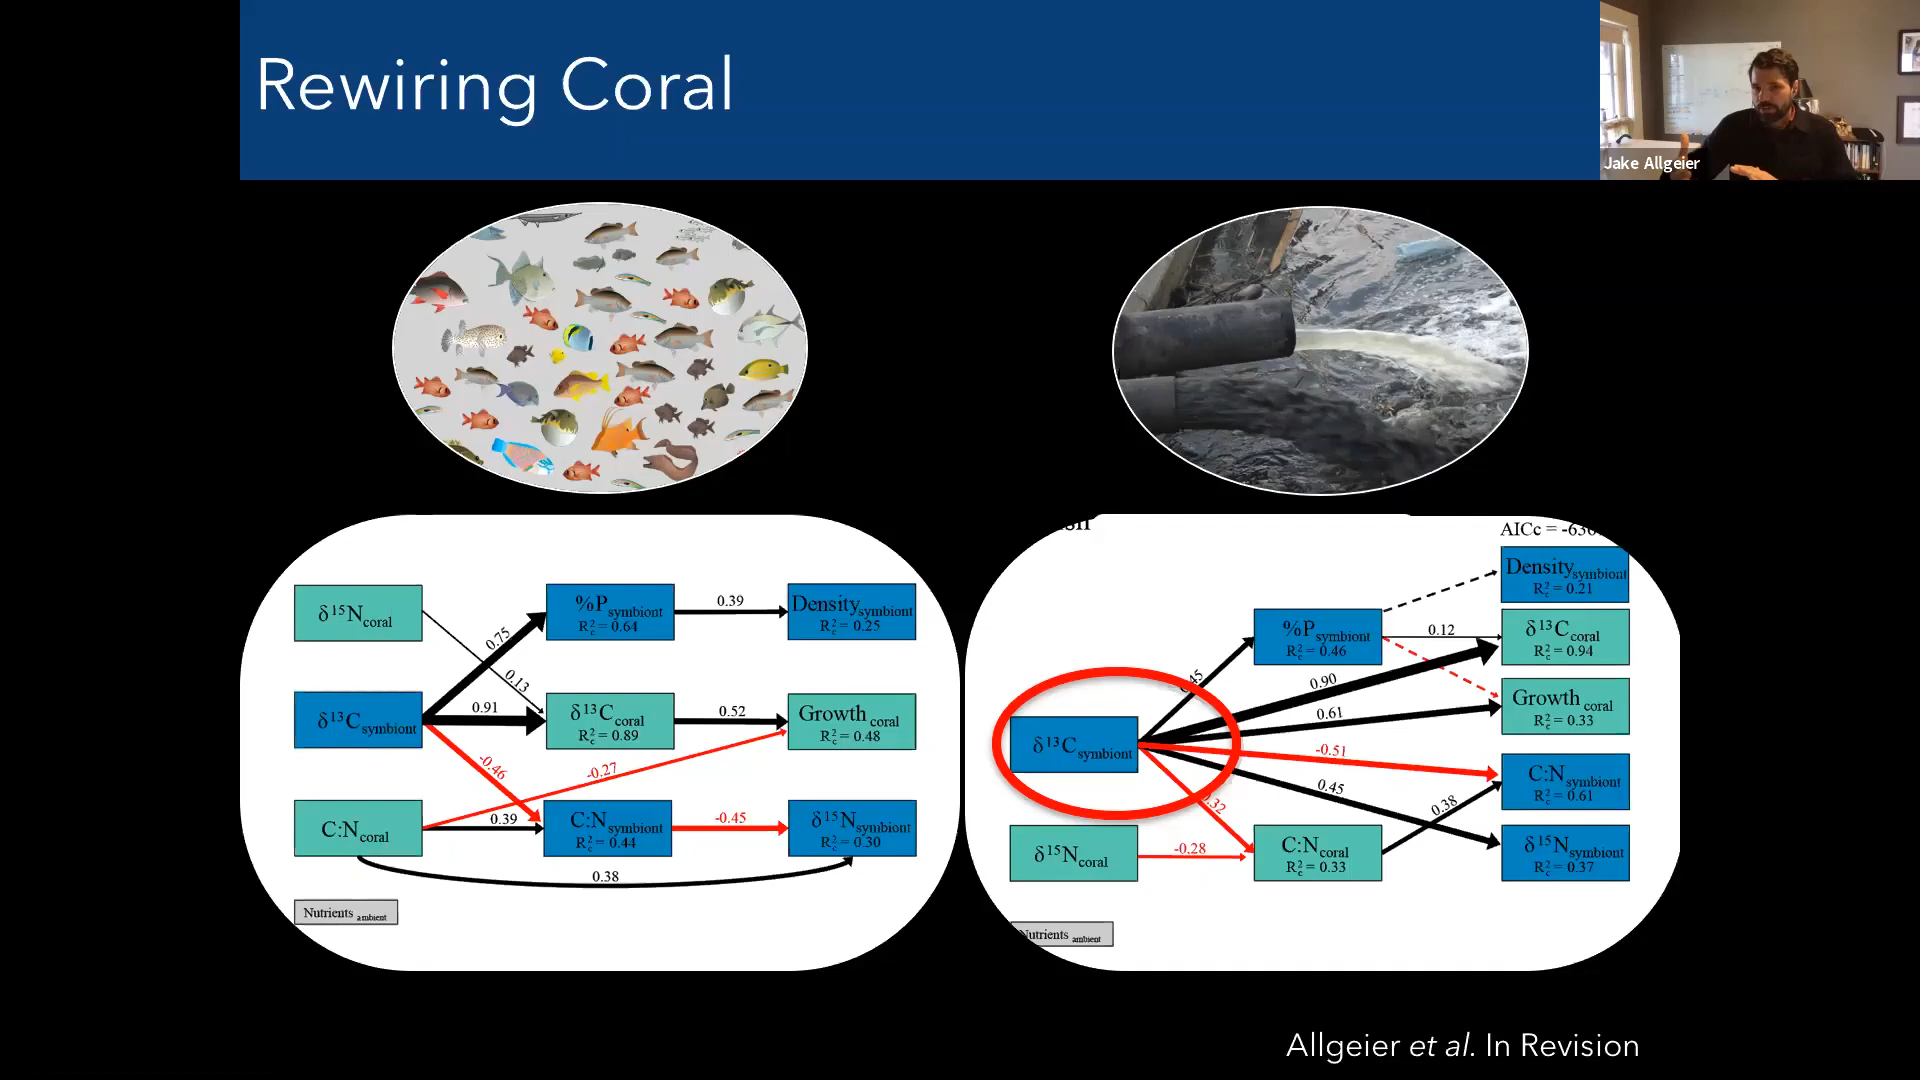 Rewiring Coral
Jake Allgeier
δ¹⁵Ncoral
%Psymbiont
R²c = 0.64
0.39
Densitysymbiont
R²c = 0.25
0.75
0.13
δ¹³Csymbiont
0.91
δ¹³Ccoral
R²c = 0.89
0.52
Growth coral
R²c = 0.48
-0.46
-0.27
C:Ncoral
0.39
C:Nsymbiont
R²c = 0.44
-0.45
δ¹⁵Nsymbiont
R²c = 0.30
0.38
Nutrients ambient
AICc = -63
Densitysymbiont
R²c = 0.21
%Psymbiont
R²c = 0.46
0.12
δ¹³Ccoral
R²c = 0.94
0.90
0.61
Growth coral
R²c = 0.33
δ¹³Csymbiont
-0.51
0.45
C:Nsymbiont
R²c = 0.61
0.38
δ¹⁵Ncoral
-0.28
C:Ncoral
R²c = 0.33
δ¹⁵Nsymbiont
R²c = 0.37
Nutrients ambient
Allgeier et al. In Revision